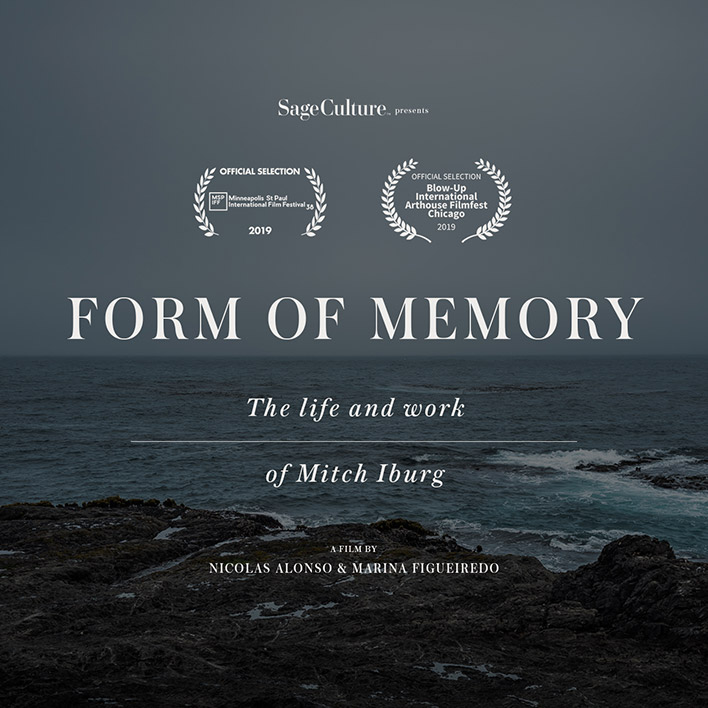 SageCulture presents
OFFICIAL SELECTION
MSP
IFF
Minneapolis St Paul
International Film Festival 38
2019
OFFICIAL SELECTION
Blow-Up
International
Arthouse Filmfest
Chicago
2019
FORM OF MEMORY
The life and work
of Mitch Iburg
A FILM BY
NICOLAS ALONSO & MARINA FIGUEIREDO